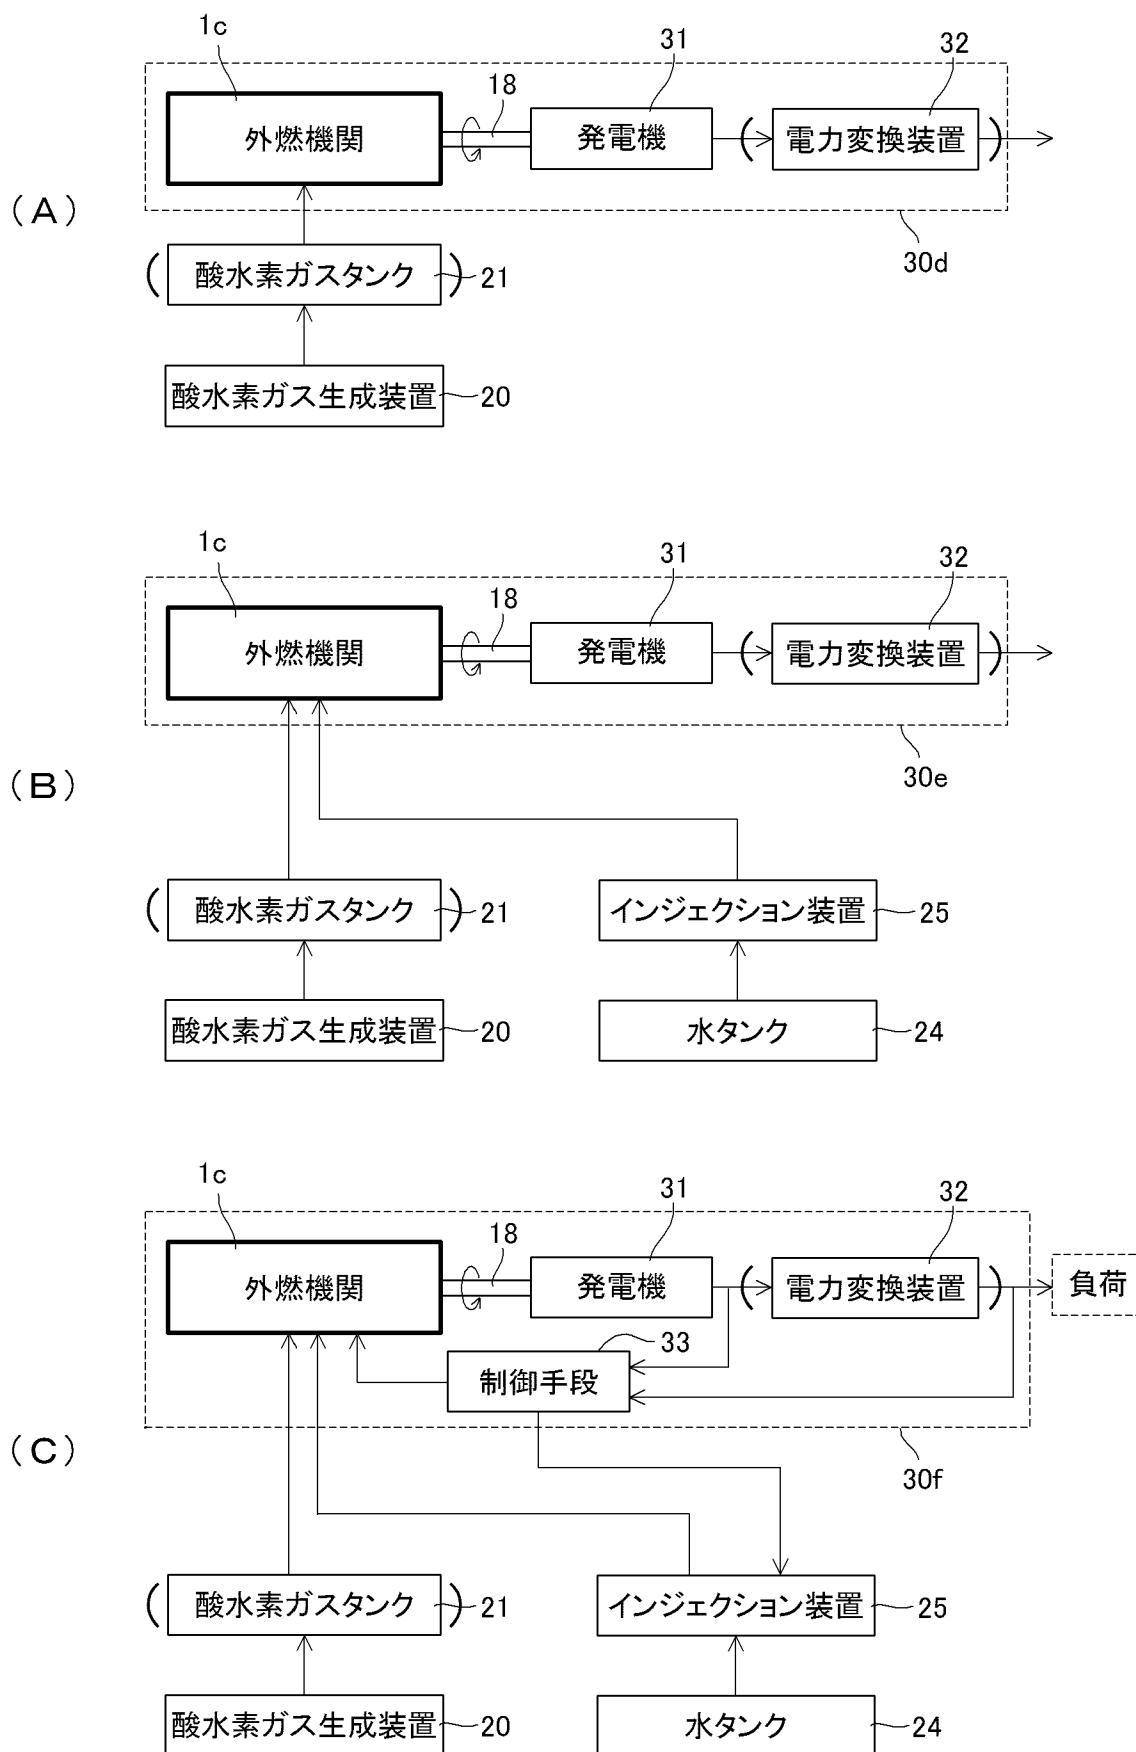 1c
31
32
18
外燃機関
発電機
(電力変換装置)
(A)
30d
(酸水素ガスタンク) 21
酸水素ガス生成装置 20
1c
31
32
18
外燃機関
発電機
(電力変換装置)
30e
(B)
(酸水素ガスタンク) 21
インジェクション装置 25
酸水素ガス生成装置 20
水タンク 24
1c
31
32
18
外燃機関
発電機
(電力変換装置)
負荷
33
制御手段
(C)
30f
(酸水素ガスタンク) 21
インジェクション装置 25
酸水素ガス生成装置 20
水タンク 24